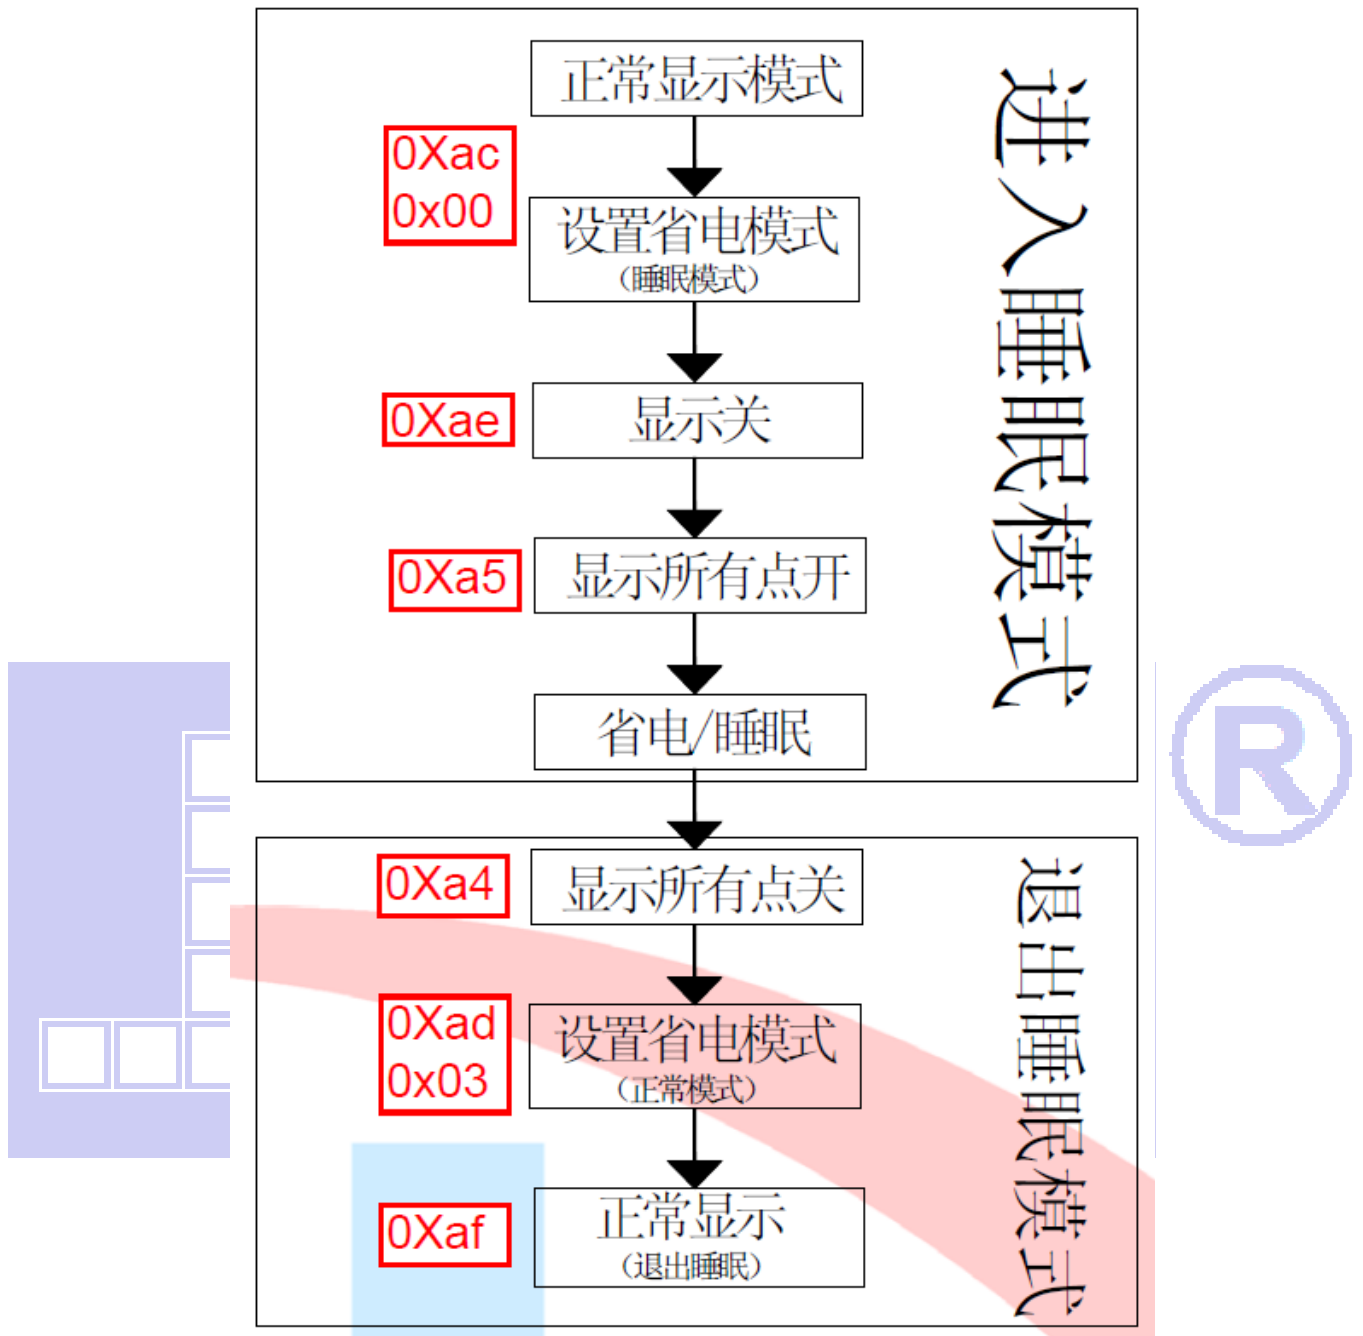 正常显示模式
0Xac
0x00
设置省电模式
（睡眠模式）
0Xae
显示关
0Xa5
显示所有点开
省电/睡眠
进入睡眠模式
0Xa4
显示所有点关
0Xad
0x03
设置省电模式
（正常模式）
0Xaf
正常显示
（退出睡眠）
退出睡眠模式
®